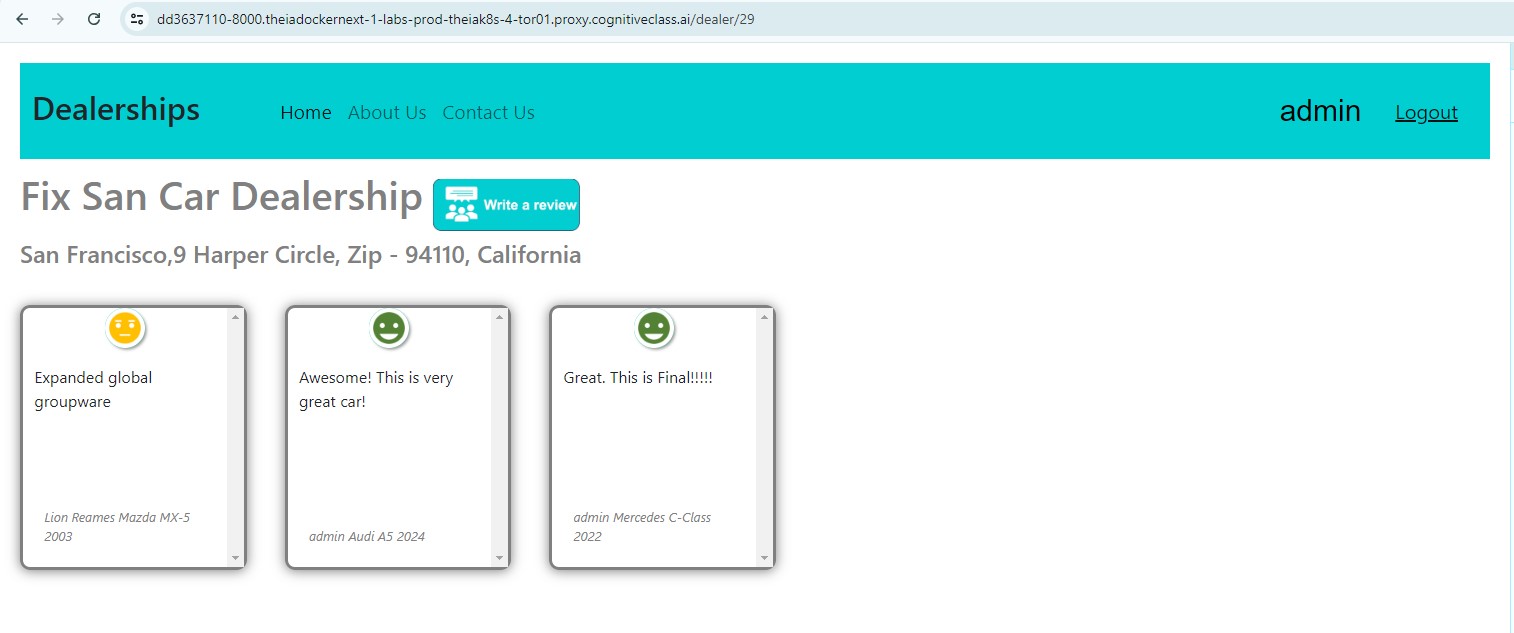 dd3637110-8000.theiadockernext-1-labs-prod-theiak8s-4-tor01.proxy.cognitiveclass.ai/dealer/29
Dealerships Home About Us Contact Us admin Logout
Fix San Car Dealership Write a review
San Francisco,9 Harper Circle, Zip - 94110, California
Expanded global
groupware
Lion Reames Mazda MX-5
2003
Awesome! This is very
great car!
admin Audi A5 2024
Great. This is Final!!!!!
admin Mercedes C-Class
2022